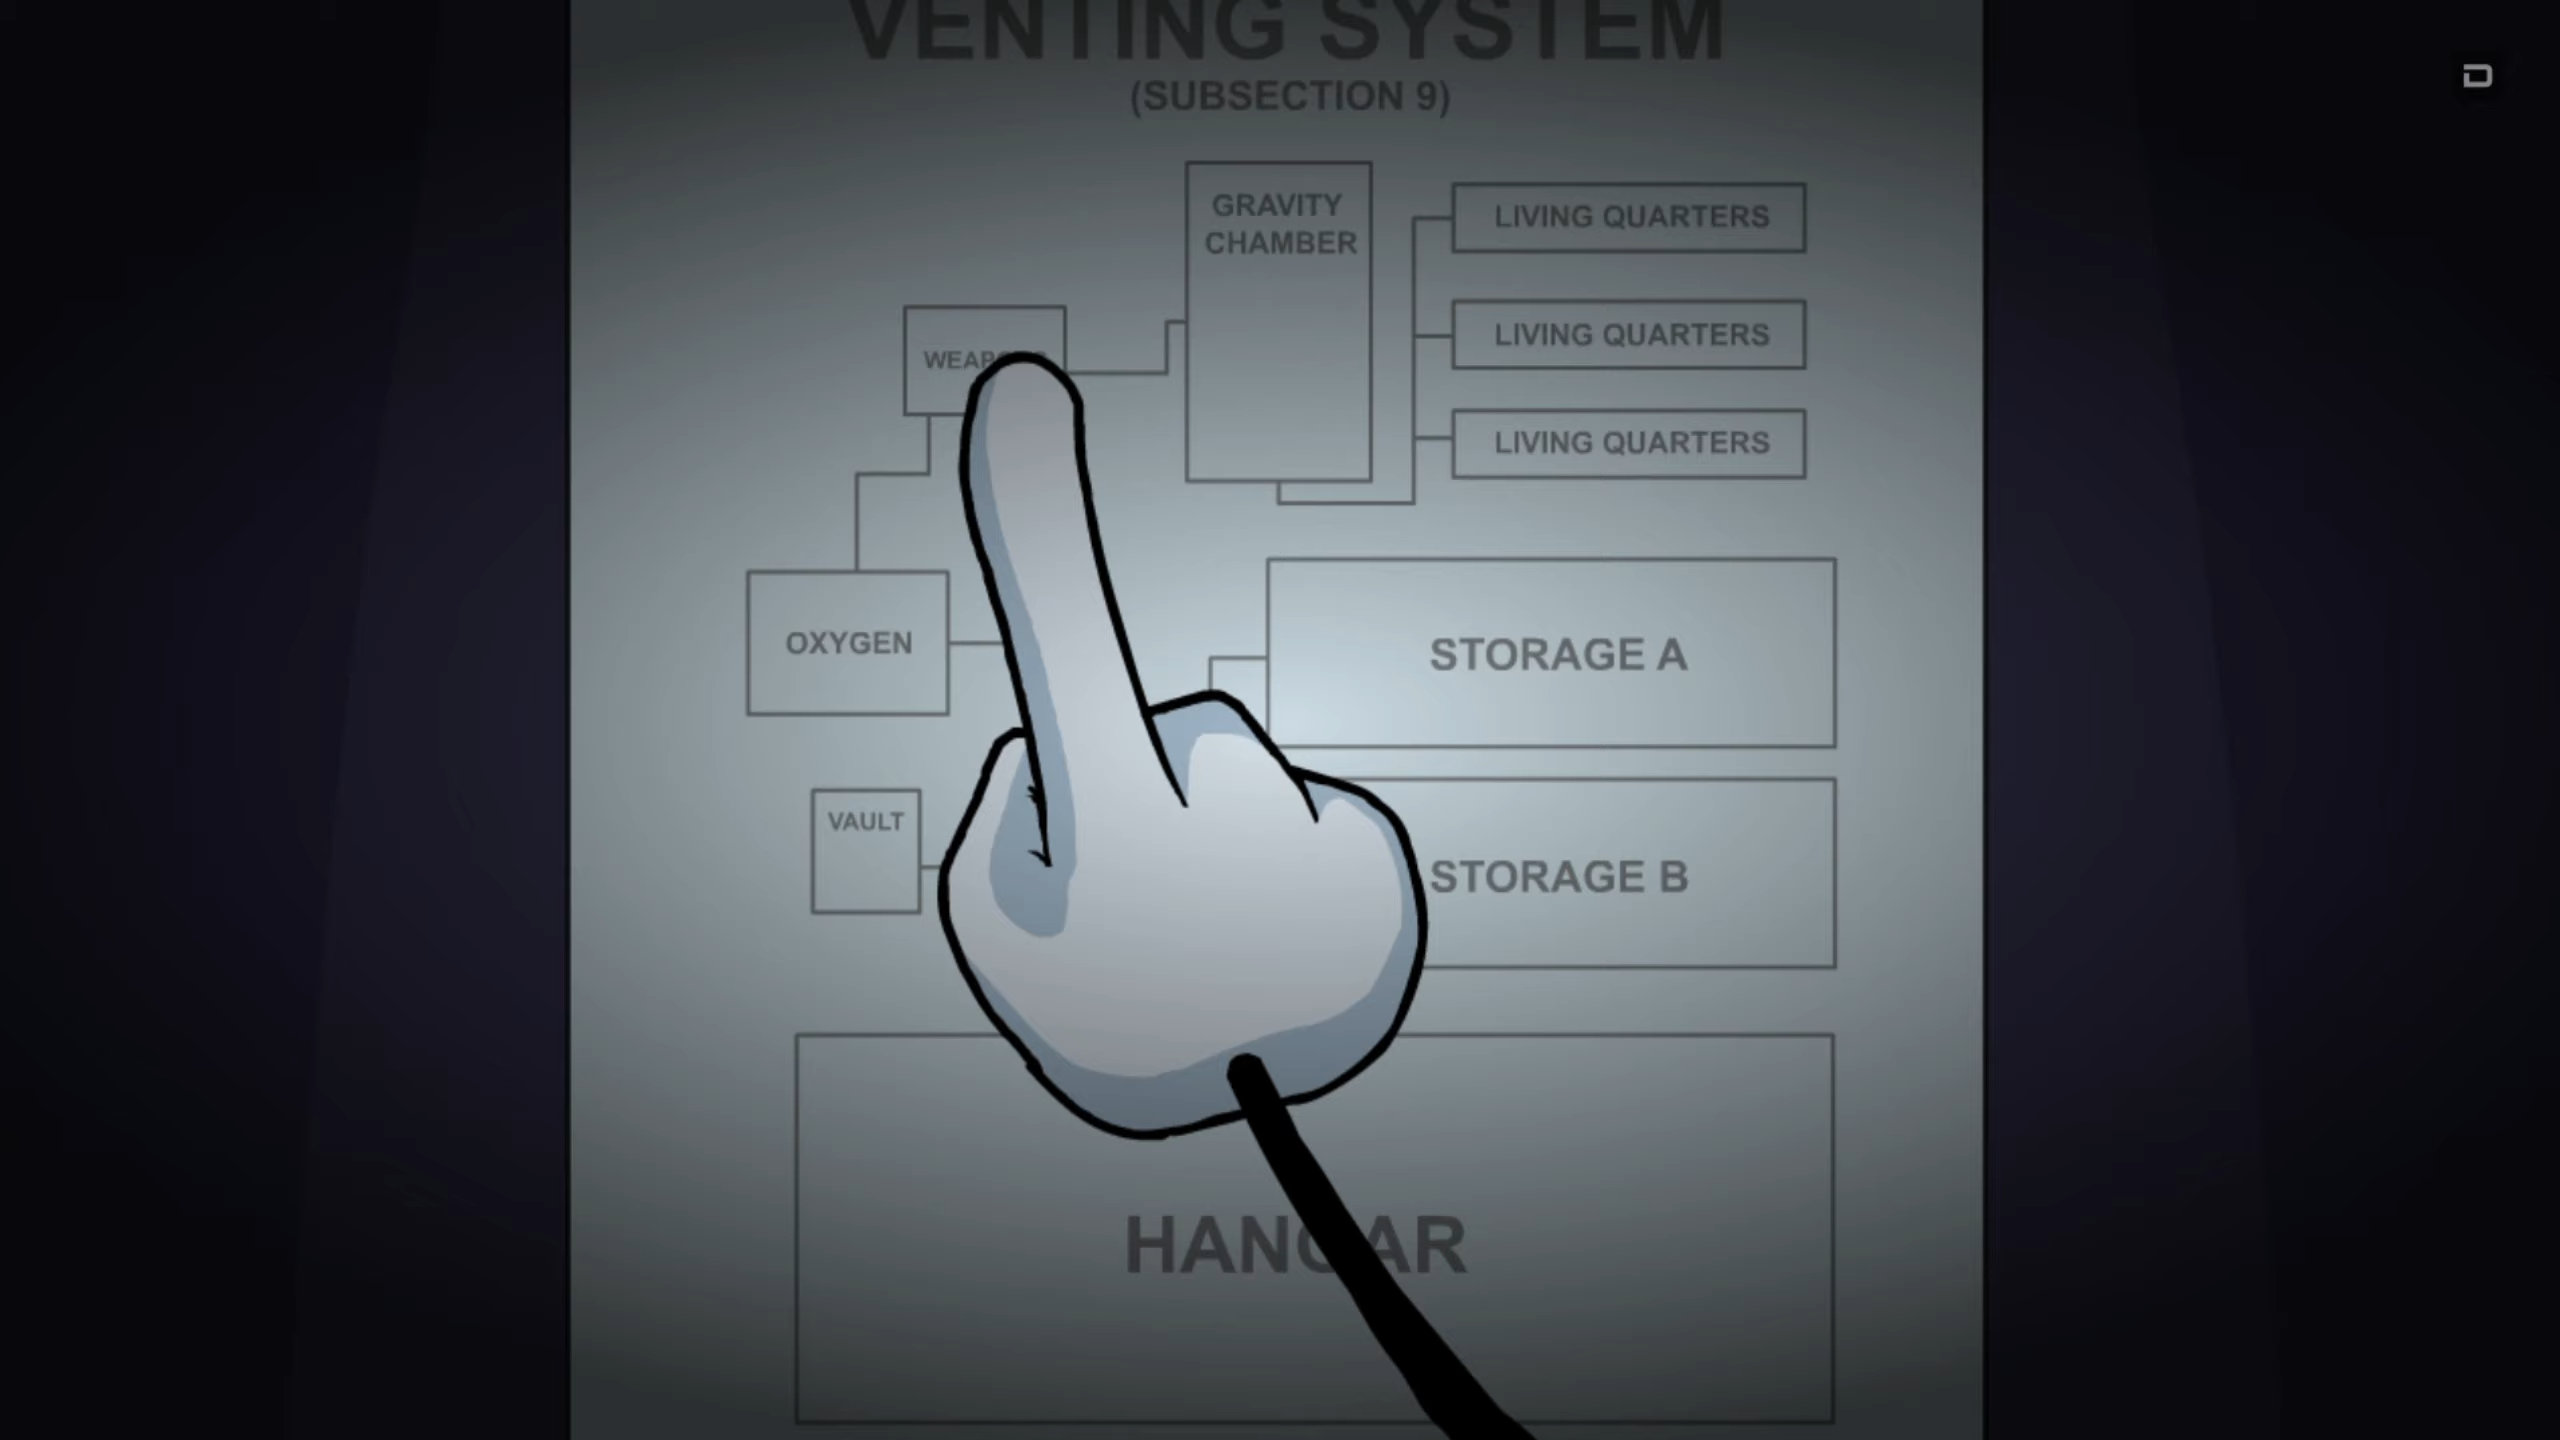 VENTING SYSTEM
(SUBSECTION 9)
GRAVITY
CHAMBER
LIVING QUARTERS
LIVING QUARTERS
LIVING QUARTERS
OXYGEN
STORAGE A
VAULT
STORAGE B